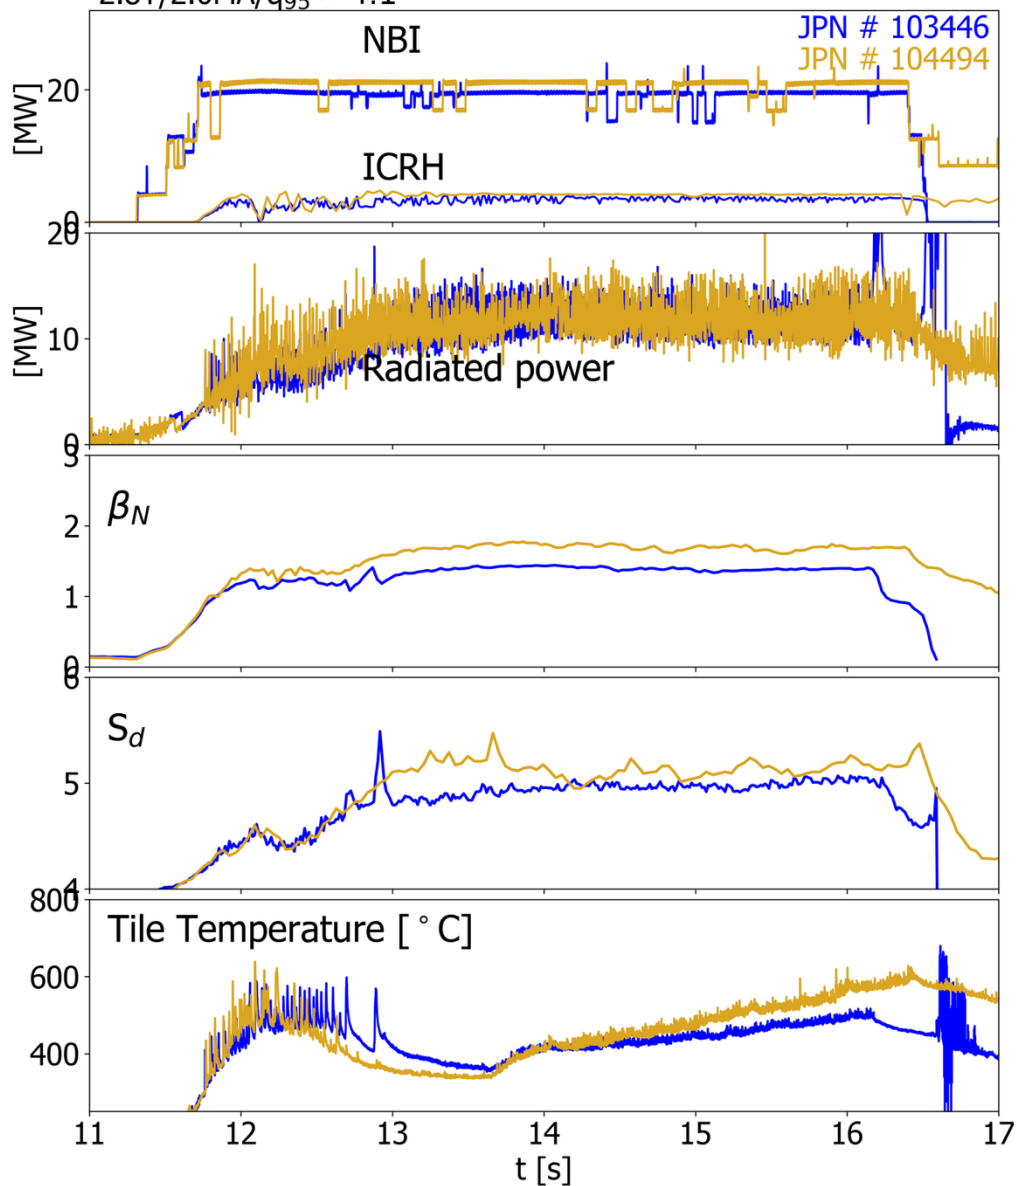 NBI
JPN # 103446
JPN # 104494
20
[MW]
ICRH
0
20
[MW]
10
Radiated power
0
3
β_N
2
1
0
6
S_d
5
4
800
Tile Temperature [°C]
600
400
11 12 13 14 15 16 17
t [s]